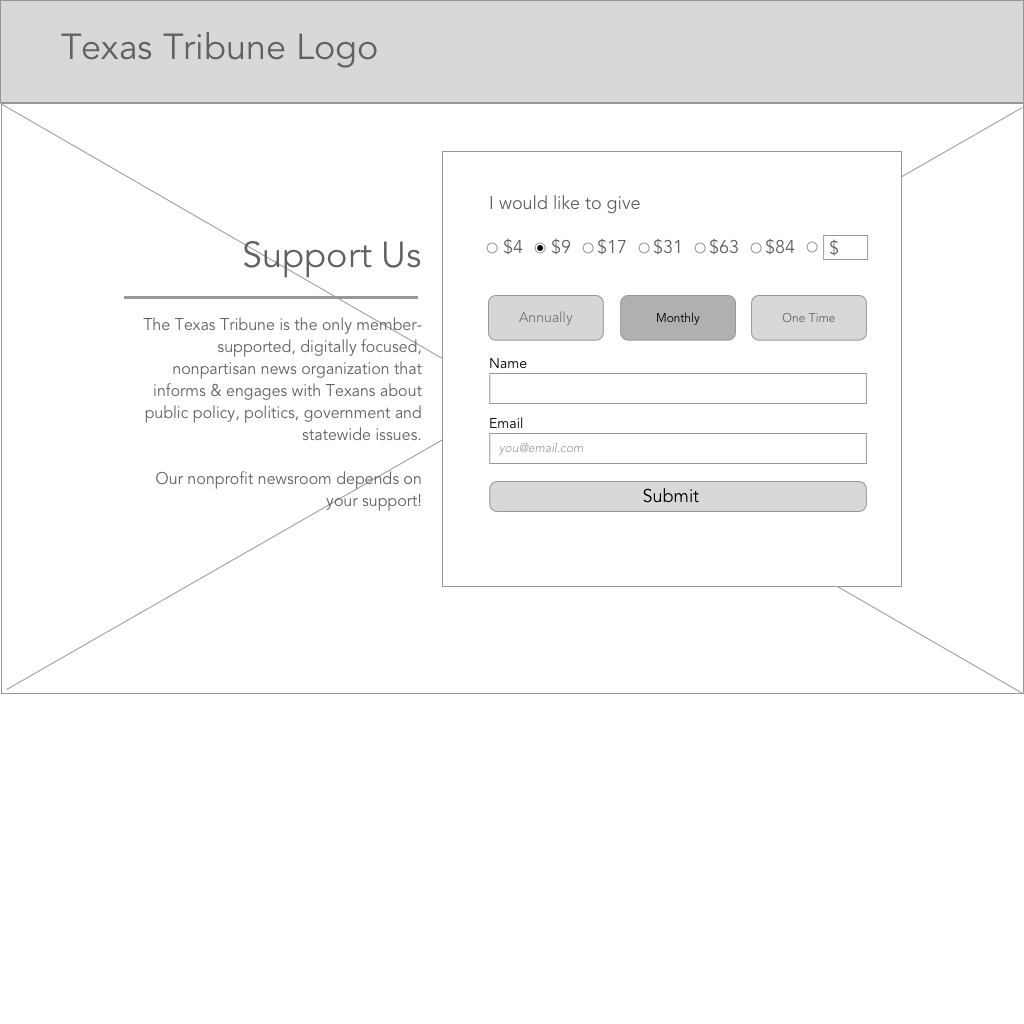 Texas Tribune Logo
Support Us
The Texas Tribune is the only member-
supported, digitally focused,
nonpartisan news organization that
informs & engages with Texans about
public policy, politics, government and
statewide issues.
Our nonprofit newsroom depends on
your support!
I would like to give
$4 $9 $17 $31 $63 $84 $
Annually Monthly One Time
Name
Email
you@email.com
Submit